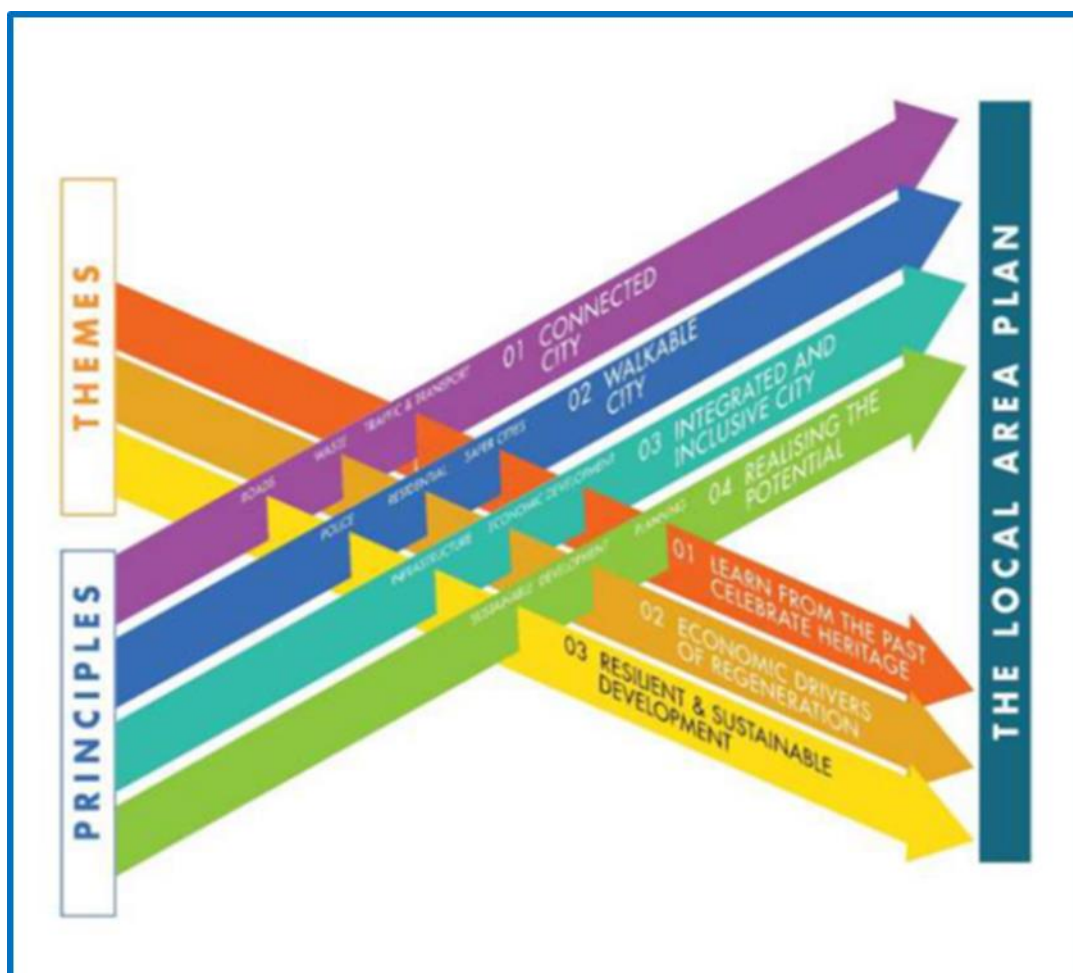 THEMES
PRINCIPLES
ROADS
WASTE
TRAFFIC & TRANSPORT
POLICE
RESIDENTIAL
SAFER CITIES
INFRASTRUCTURE
ECONOMIC DEVELOPMENT
SUSTAINABLE DEVELOPMENT
PLANNING
01 CONNECTED
CITY
02 WALKABLE
CITY
03 INTEGRATED AND
INCLUSIVE CITY
04 REALISING THE
POTENTIAL
01 LEARN FROM THE PAST
CELEBRATE HERITAGE
02 ECONOMIC DRIVERS
OF REGENERATION
03 RESILIENT & SUSTAINABLE
DEVELOPMENT
THE LOCAL AREA PLAN